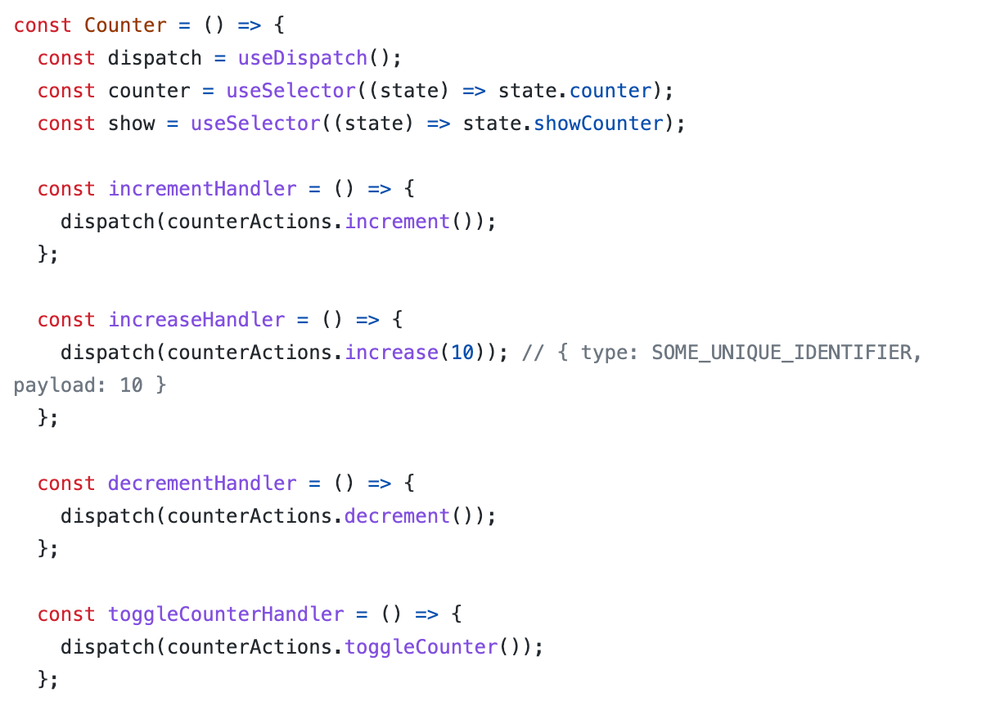 const Counter = () => {
  const dispatch = useDispatch();
  const counter = useSelector((state) => state.counter);
  const show = useSelector((state) => state.showCounter);

  const incrementHandler = () => {
    dispatch(counterActions.increment());
  };

  const increaseHandler = () => {
    dispatch(counterActions.increase(10)); // { type: SOME_UNIQUE_IDENTIFIER,
payload: 10 }
  };

  const decrementHandler = () => {
    dispatch(counterActions.decrement());
  };

  const toggleCounterHandler = () => {
    dispatch(counterActions.toggleCounter());
  };